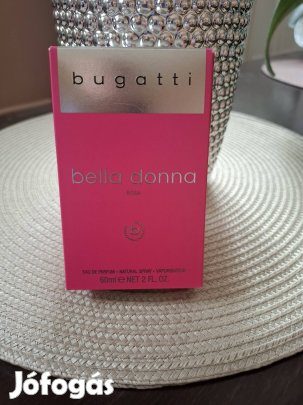 bugatti
bella donna
ROSA
EAU DE PARFUM • NATURAL SPRAY • VAPORISATEUR
60ml e NET 2 FL. OZ.
Jófogás